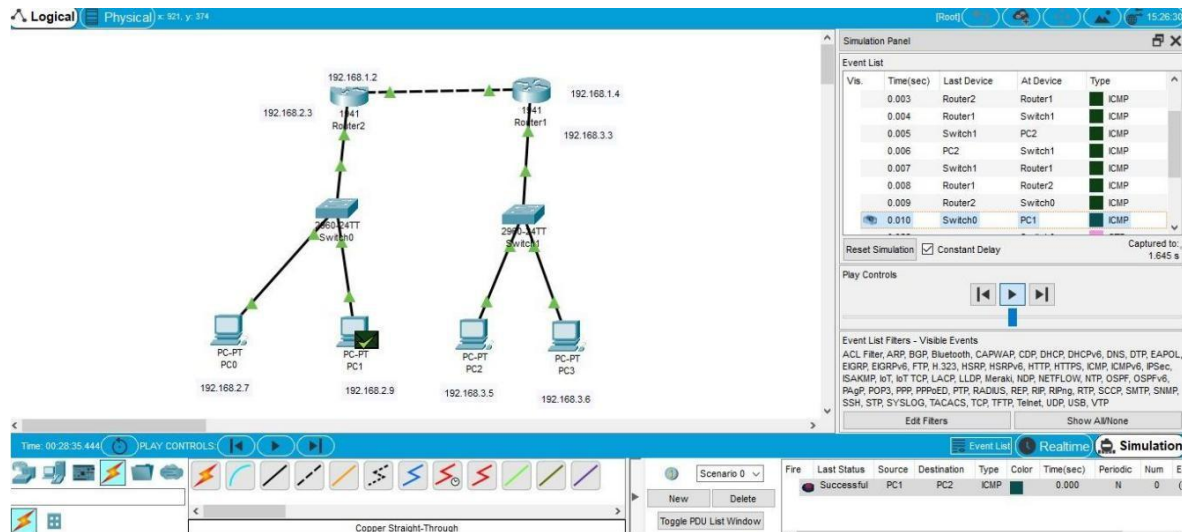 Logical Physical x: 921, y: 374 [Root] 15:26:30
192.168.1.2
192.168.2.3
1941
Router2
1941
Router1
192.168.1.4
192.168.3.3
2960-24TT
Switch0
2960-24TT
Switch1
PC-PT
PC0
PC-PT
PC1
PC-PT
PC2
PC-PT
PC3
192.168.2.7
192.168.2.9
192.168.3.5
192.168.3.6
Simulation Panel
Event List
Vis. Time(sec) Last Device At Device Type
0.003 Router2 Router1 ICMP
0.004 Router1 Switch1 ICMP
0.005 Switch1 PC2 ICMP
0.006 PC2 Switch1 ICMP
0.007 Switch1 Router1 ICMP
0.008 Router1 Router2 ICMP
0.009 Router2 Switch0 ICMP
0.010 Switch0 PC1 ICMP
Reset Simulation Constant Delay Captured to:
1.645 s
Play Controls
Event List Filters - Visible Events
ACL Filter, ARP, BGP, Bluetooth, CAPWAP, CDP, DHCP, DHCPv6, DNS, DTP, EAPOL,
EIGRP, EIGRPv6, FTP, H.323, HSRP, HSRPv6, HTTP, HTTPS, ICMP, ICMPv6, IPSec,
ISAKMP, IoT, IoT TCP, LACP, LLDP, Meraki, NDP, NETFLOW, NTP, OSPF, OSPFv6,
PAgP, POP3, PPP, PPPoED, PTP, RADIUS, REP, RIP, RIPng, RTP, SCCP, SMTP, SNMP,
SSH, STP, SYSLOG, TACACS, TCP, TFTP, Telnet, UDP, USB, VTP
Edit Filters Show All/None
Time: 00:28:35.444 PLAY CONTROLS: Event List Realtime Simulation
Scenario 0
New Delete
Toggle PDU List Window
Fire Last Status Source Destination Type Color Time(sec) Periodic Num E
Successful PC1 PC2 ICMP 0.000 N 0 (
Copper Straight-Through